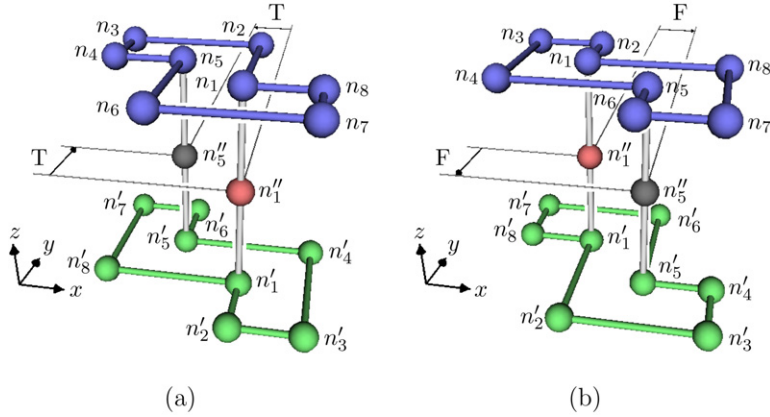 n₃ n₂ T
n₄ n₅ n₁ n₈
n₆ n₇
T n₅″ n₁″
n₇′ n₆′ n₅′ n₄′
n₈′ n₁′
n₂′ n₃′
z y x
(a)
F
n₃ n₂ n₁ n₈
n₄ n₆ n₅ n₇
F n₁″ n₅″
n₇′ n₆′
n₈′ n₁′ n₅′ n₄′
n₂′ n₃′
z y x
(b)